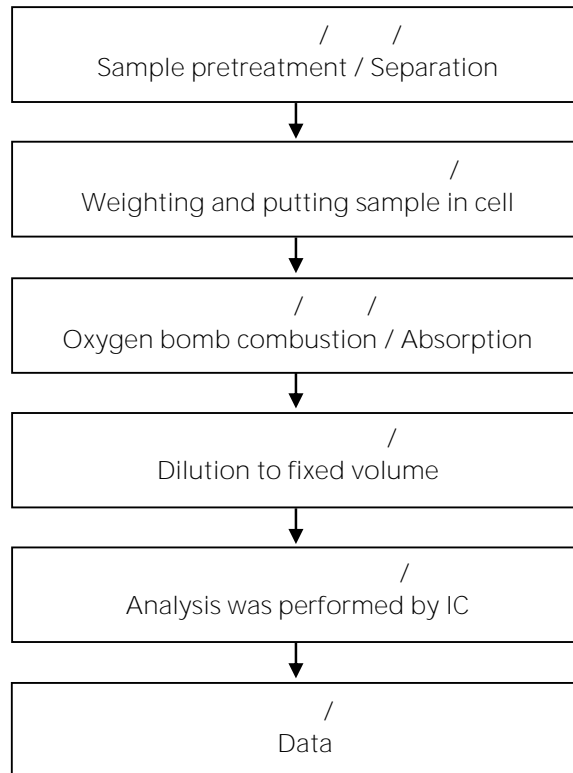 / /
Sample pretreatment / Separation
/
Weighting and putting sample in cell
/ /
Oxygen bomb combustion / Absorption
/
Dilution to fixed volume
/
Analysis was performed by IC
/
Data